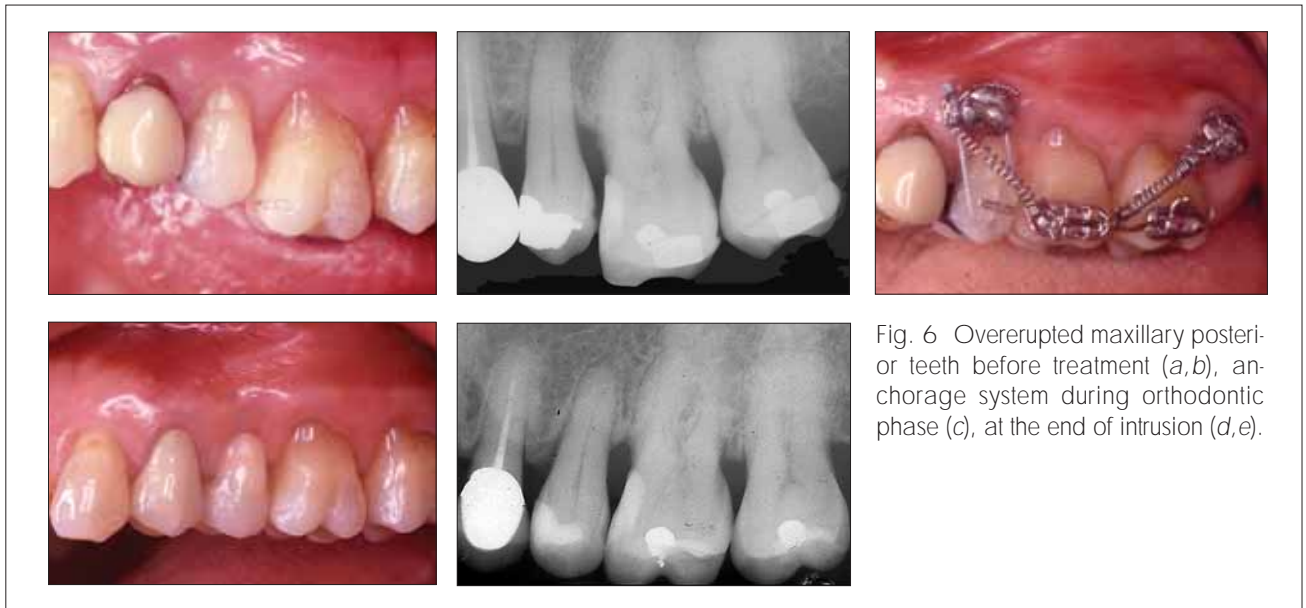 Fig. 6 Overerupted maxillary posteri-
or teeth before treatment (a,b), an-
chorage system during orthodontic
phase (c), at the end of intrusion (d,e).